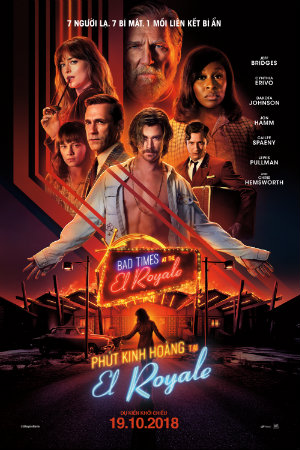 7 NGƯỜI LẠ. 7 BÍ MẬT. 1 MỐI LIÊN KẾT BÍ ẨN
JEFF
BRIDGES
CYNTHIA
ERIVO
DAKOTA
JOHNSON
JON
HAMM
CAILEE
SPAENY
LEWIS
PULLMAN
AND CHRIS
HEMSWORTH
BAD TIMES AT THE
El Royale
PHÚT KINH HOÀNG TẠI
El Royale
DỰ KIẾN KHỞI CHIẾU
19.10.2018